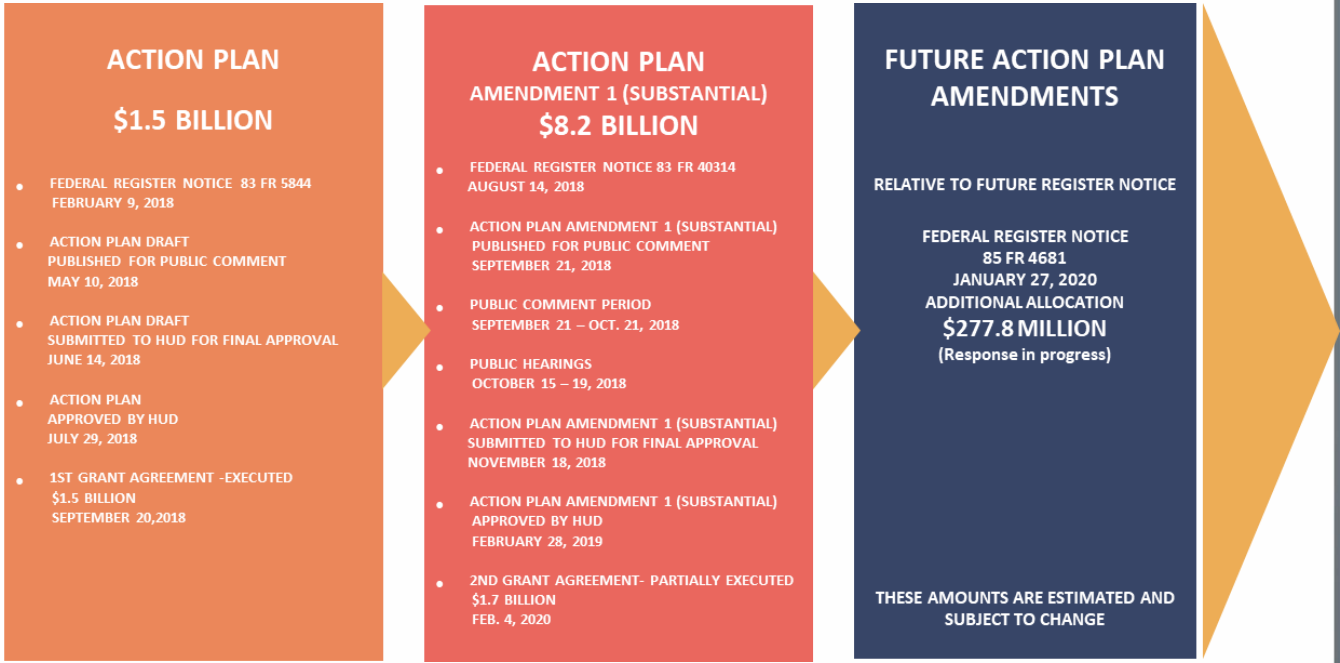 ACTION PLAN
$1.5 BILLION
• FEDERAL REGISTER NOTICE 83 FR 5844
FEBRUARY 9, 2018
• ACTION PLAN DRAFT
PUBLISHED FOR PUBLIC COMMENT
MAY 10, 2018
• ACTION PLAN DRAFT
SUBMITTED TO HUD FOR FINAL APPROVAL
JUNE 14, 2018
• ACTION PLAN
APPROVED BY HUD
JULY 29, 2018
• 1ST GRANT AGREEMENT -EXECUTED
$1.5 BILLION
SEPTEMBER 20,2018
ACTION PLAN
AMENDMENT 1 (SUBSTANTIAL)
$8.2 BILLION
• FEDERAL REGISTER NOTICE 83 FR 40314
AUGUST 14, 2018
• ACTION PLAN AMENDMENT 1 (SUBSTANTIAL)
PUBLISHED FOR PUBLIC COMMENT
SEPTEMBER 21, 2018
• PUBLIC COMMENT PERIOD
SEPTEMBER 21 – OCT. 21, 2018
• PUBLIC HEARINGS
OCTOBER 15 – 19, 2018
• ACTION PLAN AMENDMENT 1 (SUBSTANTIAL)
SUBMITTED TO HUD FOR FINAL APPROVAL
NOVEMBER 18, 2018
• ACTION PLAN AMENDMENT 1 (SUBSTANTIAL)
APPROVED BY HUD
FEBRUARY 28, 2019
• 2ND GRANT AGREEMENT- PARTIALLY EXECUTED
$1.7 BILLION
FEB. 4, 2020
FUTURE ACTION PLAN
AMENDMENTS
RELATIVE TO FUTURE REGISTER NOTICE
FEDERAL REGISTER NOTICE
85 FR 4681
JANUARY 27, 2020
ADDITIONAL ALLOCATION
$277.8 MILLION
(Response in progress)
THESE AMOUNTS ARE ESTIMATED AND
SUBJECT TO CHANGE